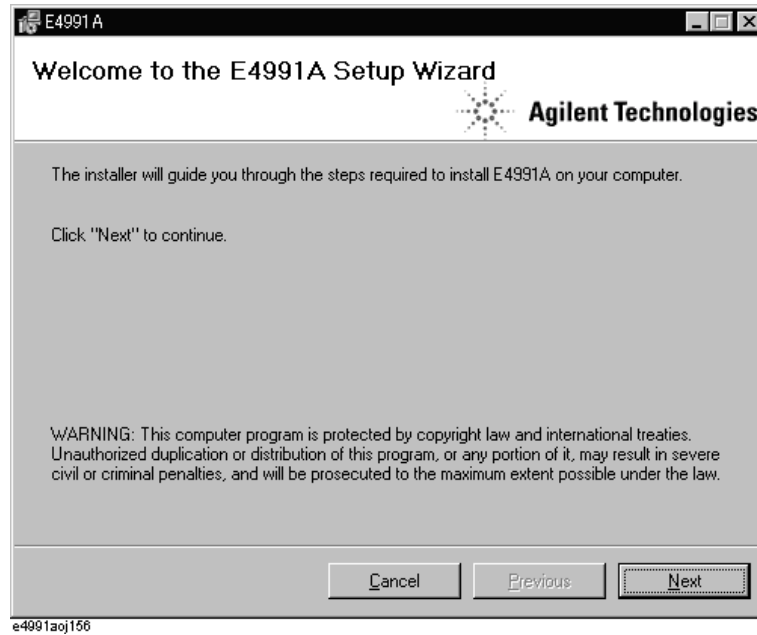 E4991A
Welcome to the E4991A Setup Wizard
Agilent Technologies
The installer will guide you through the steps required to install E4991A on your computer.
Click "Next" to continue.
WARNING: This computer program is protected by copyright law and international treaties.
Unauthorized duplication or distribution of this program, or any portion of it, may result in severe
civil or criminal penalties, and will be prosecuted to the maximum extent possible under the law.
Cancel
Previous
Next
e4991aoj156